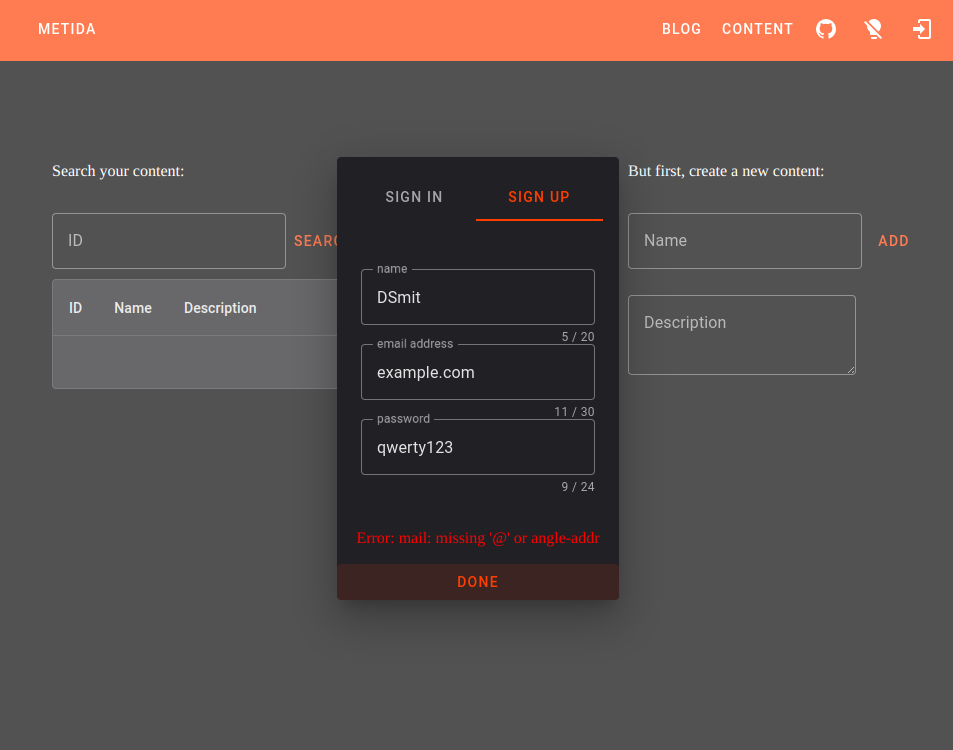 METIDA
BLOG
CONTENT
Search your content:
ID
SEARC
ID Name Description
SIGN IN
SIGN UP
name
DSmit
5 / 20
email address
example.com
11 / 30
password
qwerty123
9 / 24
Error: mail: missing '@' or angle-addr
DONE
But first, create a new content:
Name
ADD
Description